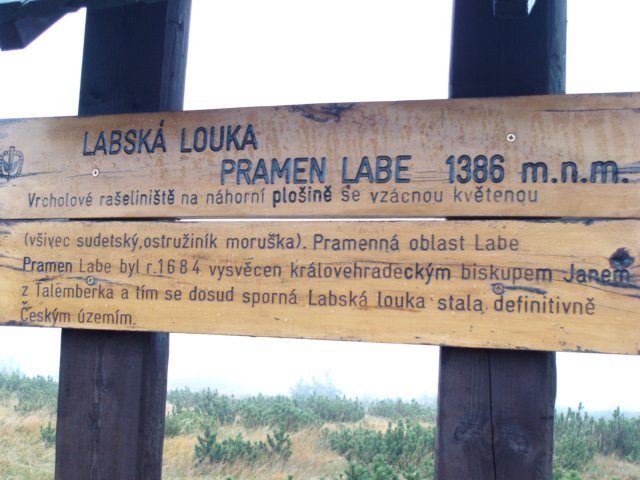 LABSKÁ LOUKA
PRAMEN LABE 1386 m.n.m.
Vrcholové rašeliniště na náhorní plošině se vzácnou květenou
(všivec sudetský,ostružiník moruška). Pramenná oblast Labe
Pramen Labe byl r.1684 vysvěcen královehradeckým biskupem Janem
z Talemberka a tím se dosud sporná Labská louka stala definitivně
Českým územím.